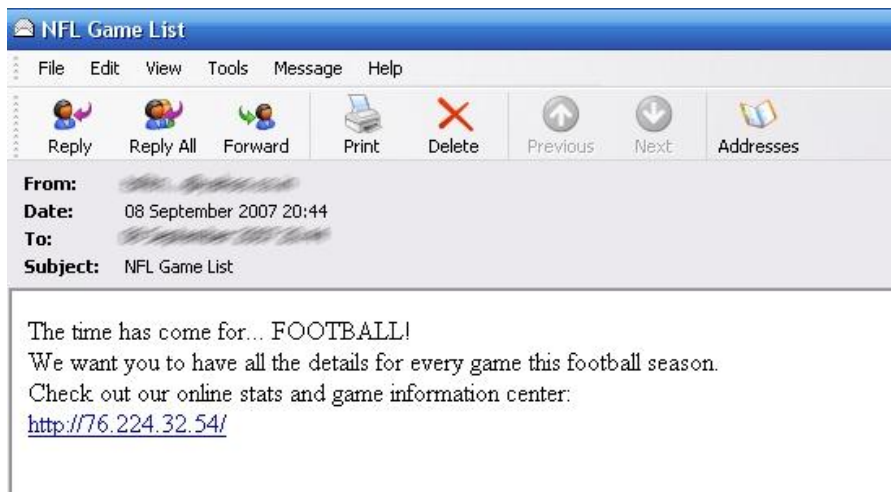 NFL Game List
File Edit View Tools Message Help
Reply Reply All Forward Print Delete Previous Next Addresses
From:
Date: 08 September 2007 20:44
To:
Subject: NFL Game List
The time has come for... FOOTBALL!
We want you to have all the details for every game this football season.
Check out our online stats and game information center:
http://76.224.32.54/